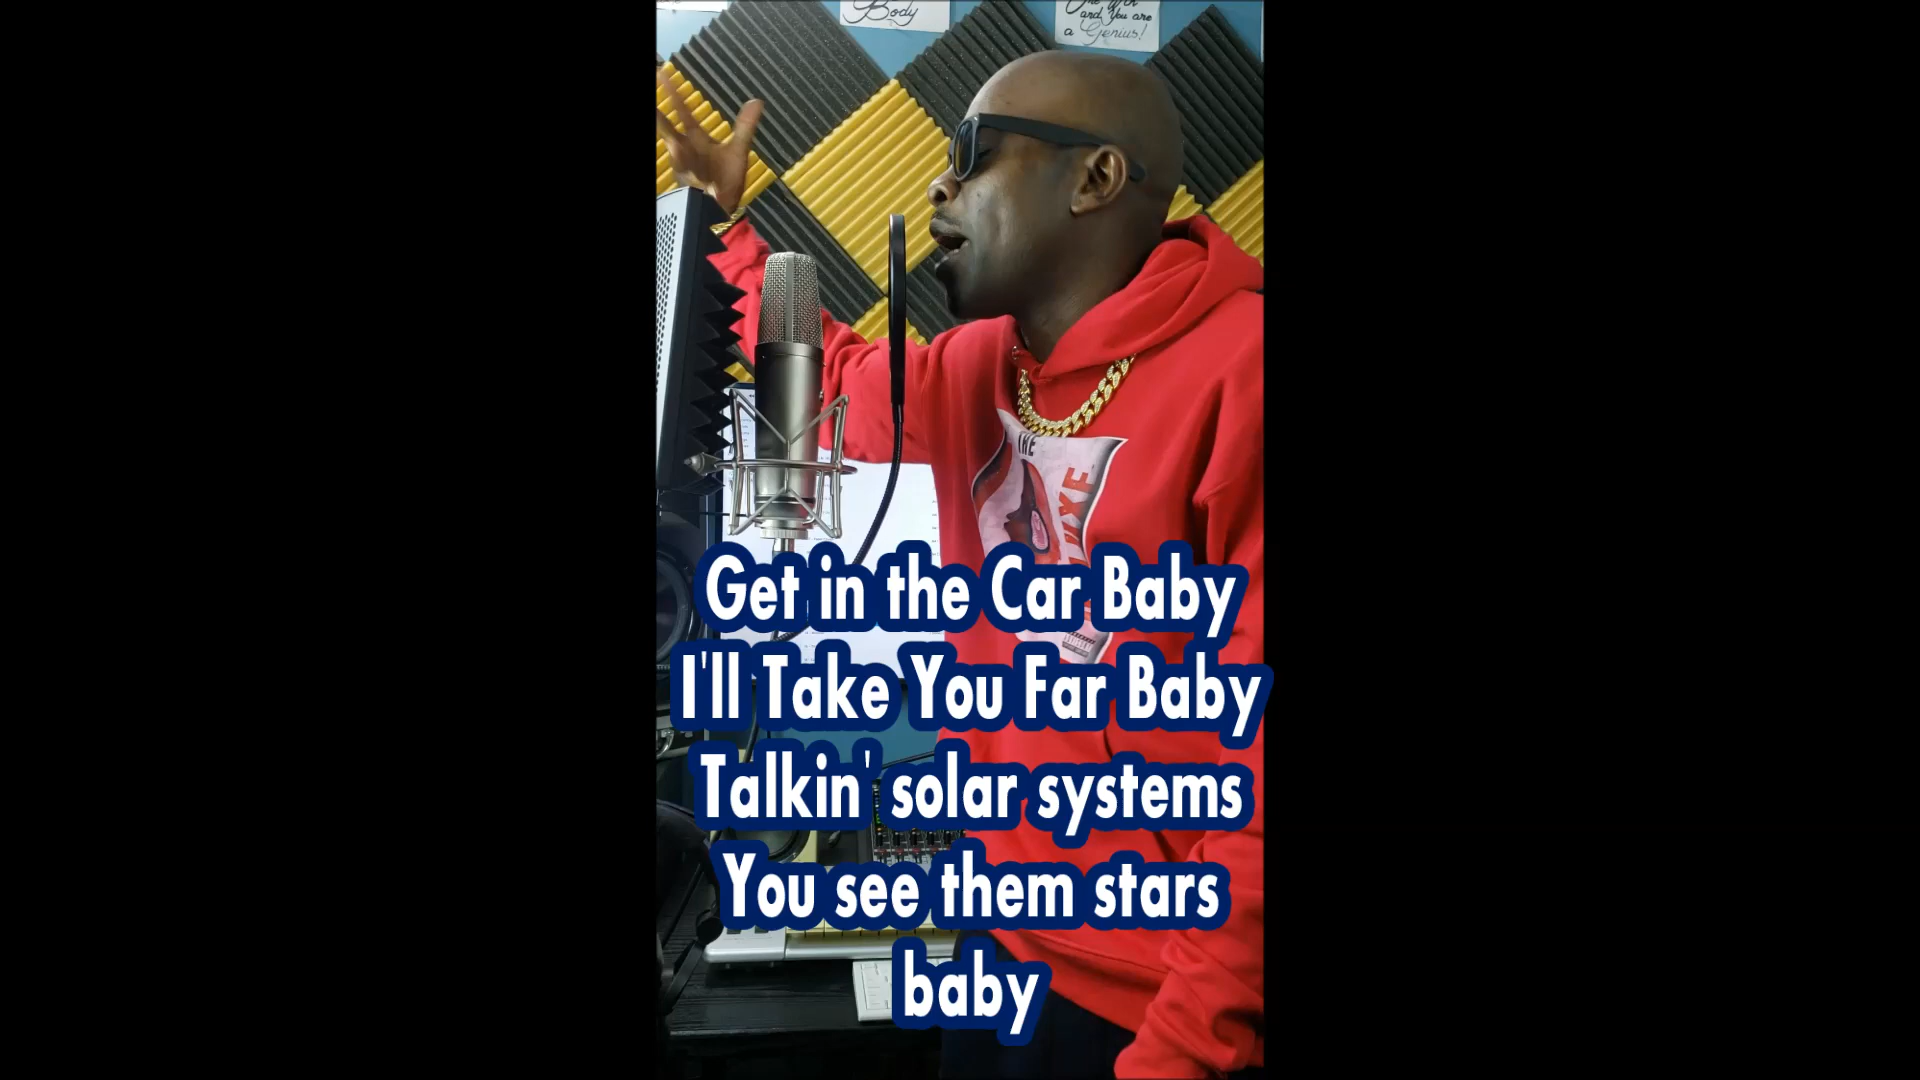 Body
and You are
a Genius!
THE
Get in the Car Baby
I'll Take You Far Baby
Talkin' solar systems
You see them stars
baby